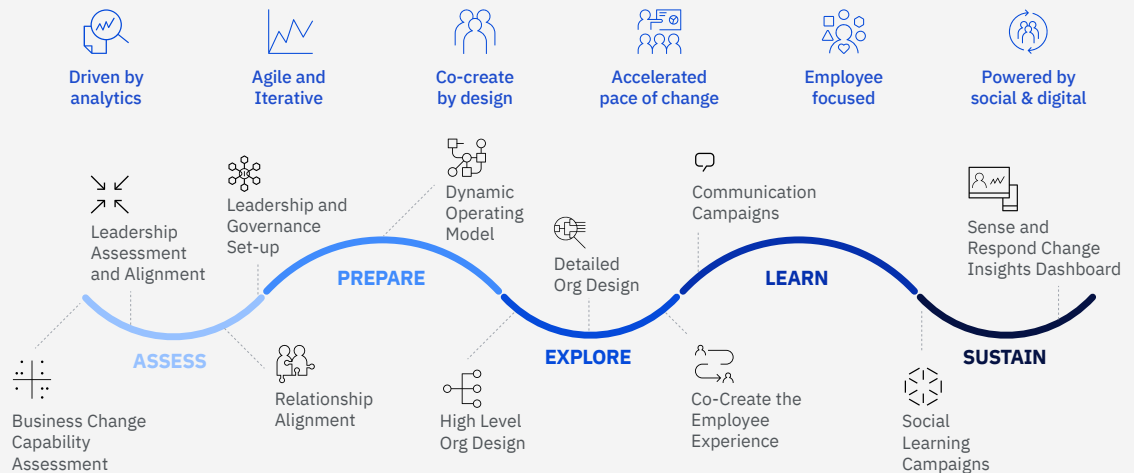 Driven by
analytics
Agile and
Iterative
Co-create
by design
Accelerated
pace of change
Employee
focused
Powered by
social & digital
Leadership
Assessment
and Alignment
Leadership and
Governance
Set-up
Dynamic
Operating
Model
Detailed
Org Design
Communication
Campaigns
Sense and
Respond Change
Insights Dashboard
ASSESS
PREPARE
EXPLORE
LEARN
SUSTAIN
Business Change
Capability
Assessment
Relationship
Alignment
High Level
Org Design
Co-Create the
Employee
Experience
Social
Learning
Campaigns